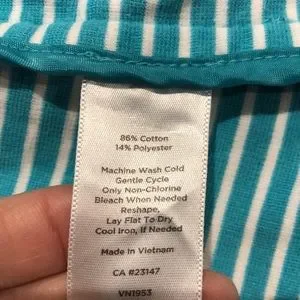 86% Cotton
14% Polyester
Machine Wash Cold
Gentle Cycle
Only Non-Chlorine
Bleach When Needed
Reshape,
Lay Flat To Dry
Cool Iron, If Needed
Made In Vietnam
CA #23147
VN1953